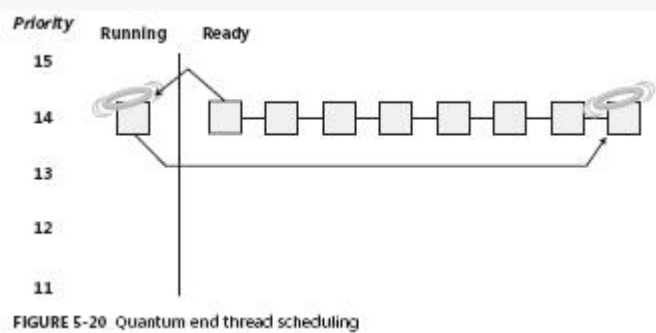 Priority
Running Ready
15
14
13
12
11
FIGURE 5-20 Quantum end thread scheduling